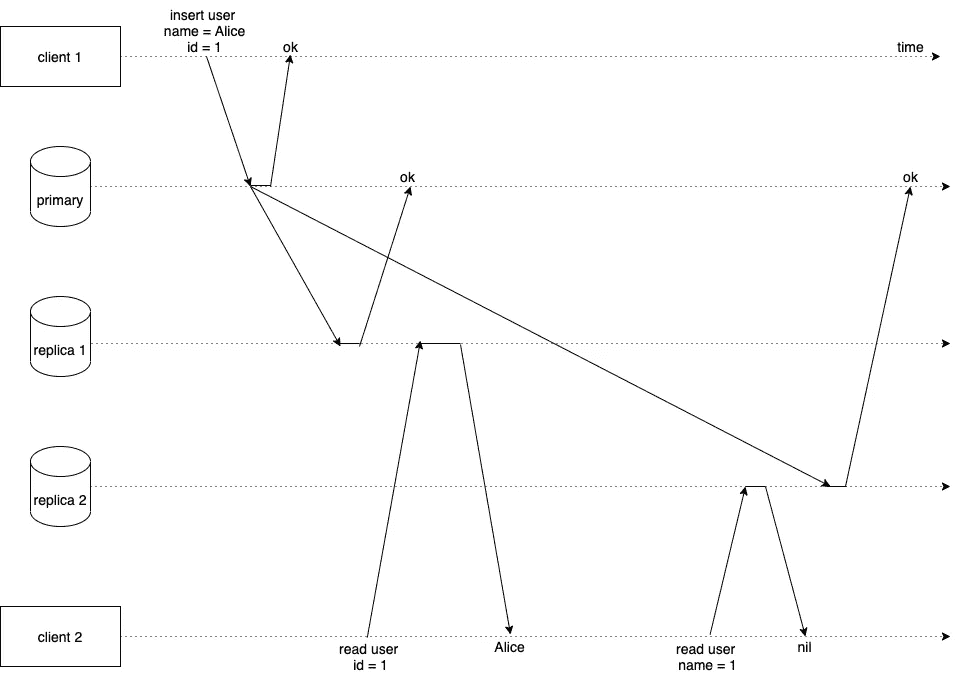 insert user
name = Alice
id = 1
ok
time
client 1
ok
ok
primary
replica 1
replica 2
client 2
read user
id = 1
Alice
read user
name = 1
nil